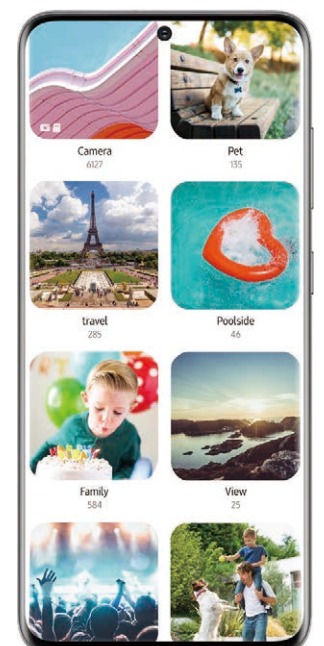 Camera
6127
Pet
135
travel
285
Poolside
46
Family
584
View
25